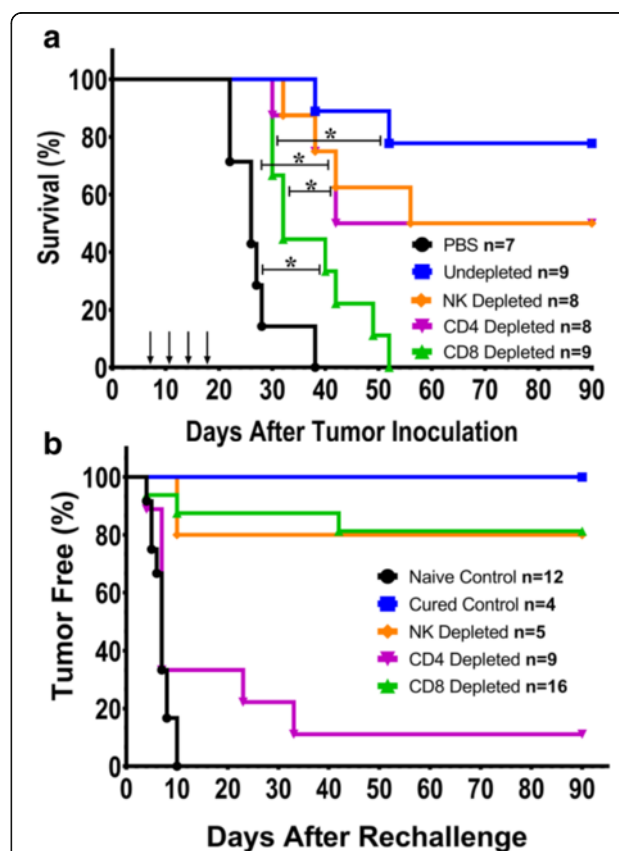 a
100
80
60
40
20
0
Survival (%)
*
*
*
*
PBS n=7
Undepleted n=9
NK Depleted n=8
CD4 Depleted n=8
CD8 Depleted n=9
0 10 20 30 40 50 60 70 80 90
Days After Tumor Inoculation
b
100
80
60
40
20
0
Tumor Free (%)
Naive Control n=12
Cured Control n=4
NK Depleted n=5
CD4 Depleted n=9
CD8 Depleted n=16
0 10 20 30 40 50 60 70 80 90
Days After Rechallenge